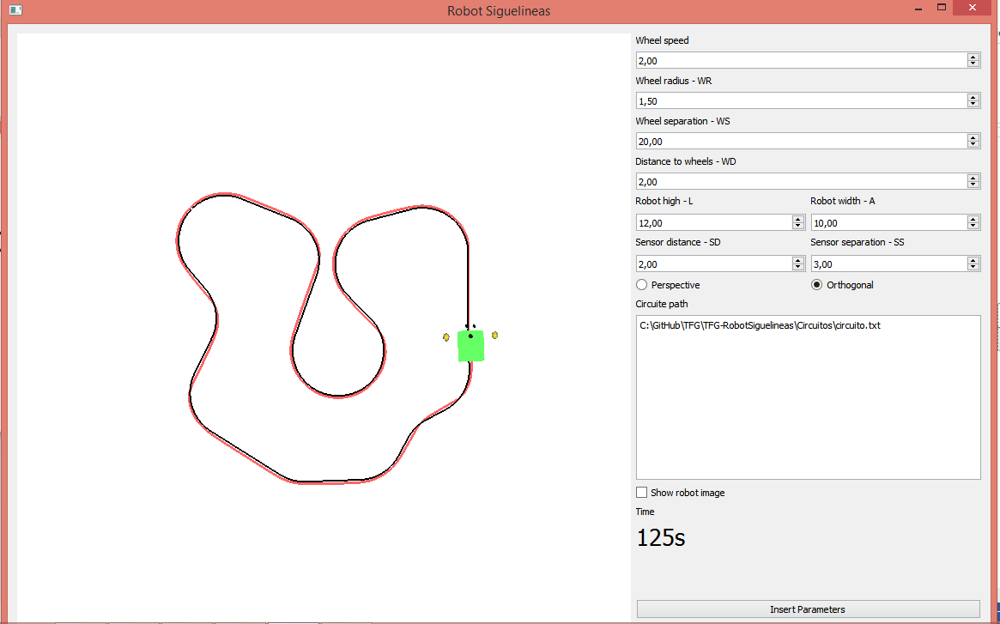 Robot Siguelineas
Wheel speed
2,00
Wheel radius - WR
1,50
Wheel separation - WS
20,00
Distance to wheels - WD
2,00
Robot high - L Robot width - A
12,00 10,00
Sensor distance - SD Sensor separation - SS
2,00 3,00
Perspective Orthogonal
Circuite path
C:\GitHub\TFG\TFG-RobotSiguelineas\Circuitos\circuito.txt
Show robot image
Time
125s
Insert Parameters